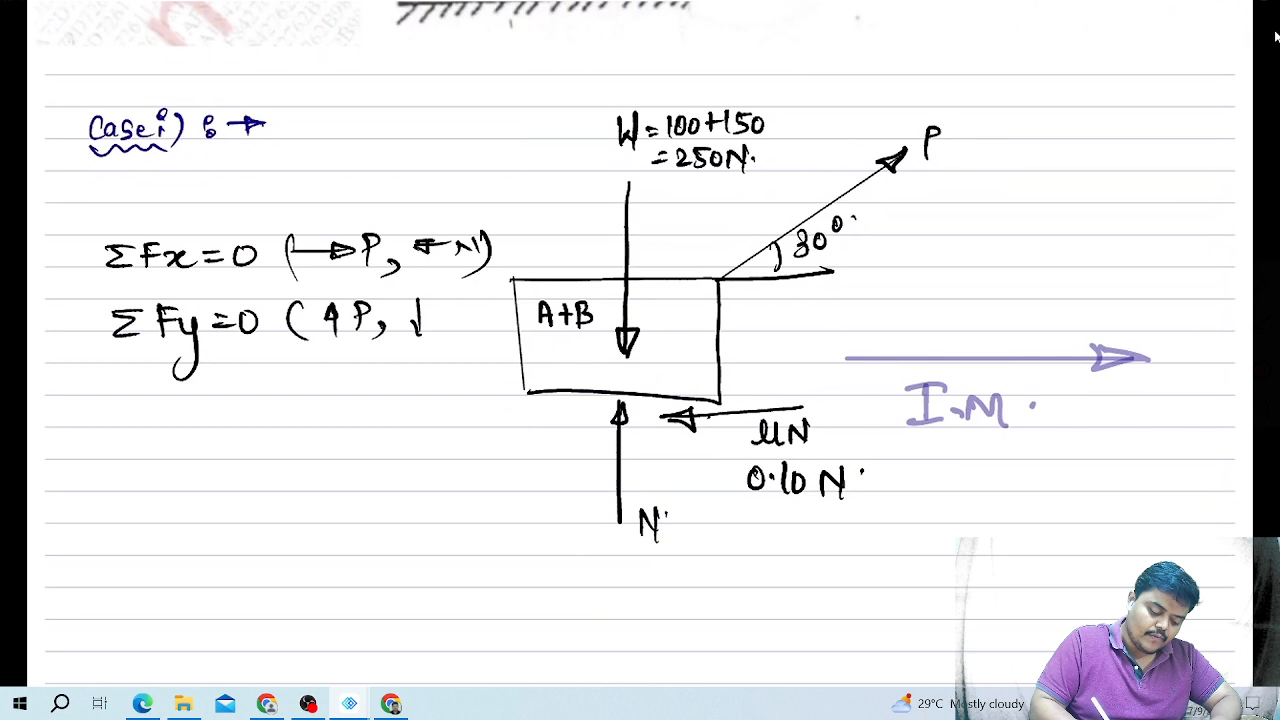 Case i) : →
W = 100+150
= 250N.
P
30°
ΣFx = 0 (→ P, ← N)
ΣFy = 0 (↑ P, ↓
A+B
I.M.
μN
0.10 N.
N.
29°C Mostly cloudy